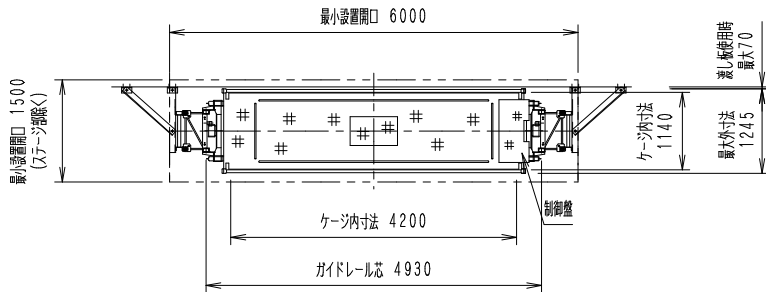 最小設置開口 6000
最小設置開口 1500
(ステージ部除く)
渡し板使用時
最大70
ケージ内寸法
1140
最大外寸法
1245
制御盤
ケージ内寸法 4200
ガイドレール芯 4930